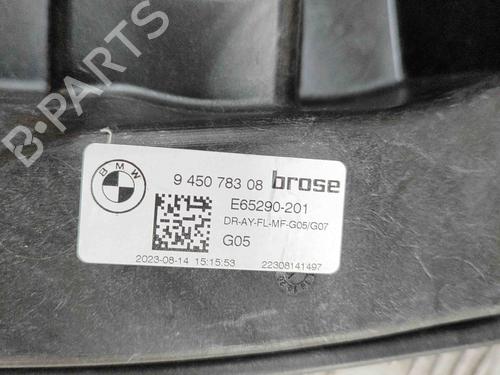 B-PARTS
BMW
9 450 783 08 brose
E65290-201
DR-AY-FL-MF-G05/G07
G05
2023-08-14 15:15:53 22308141497